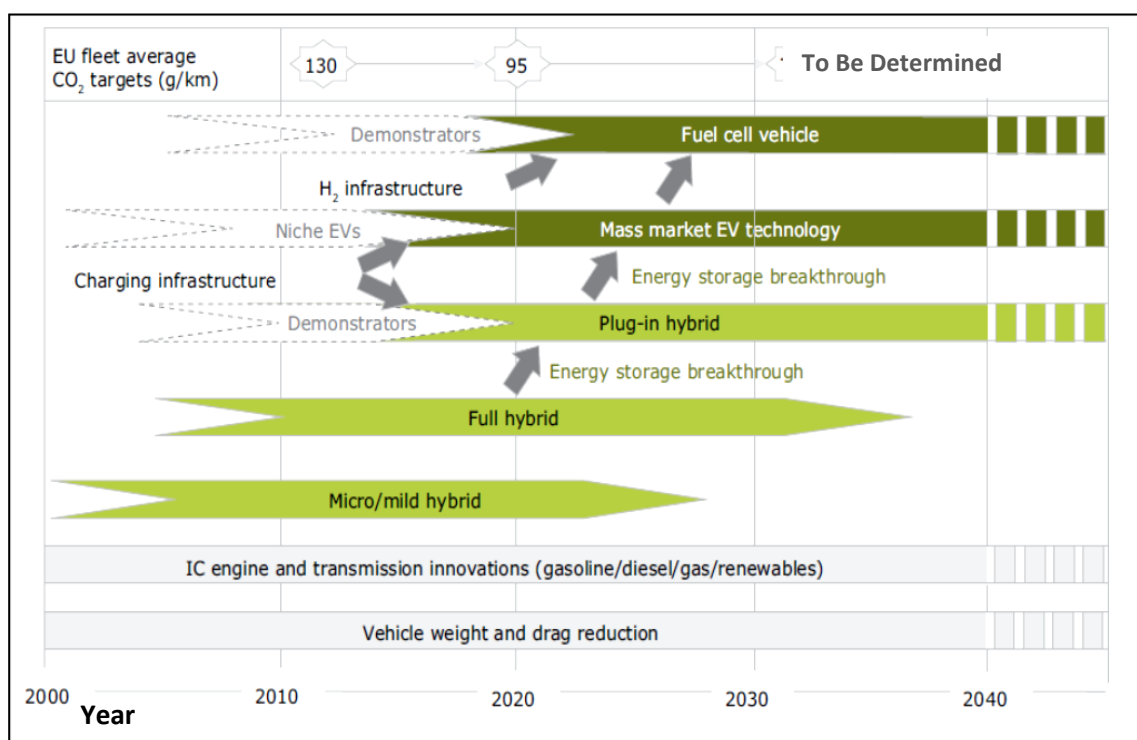 EU fleet average
CO₂ targets (g/km)
130
95
To Be Determined
Demonstrators
Fuel cell vehicle
H₂ infrastructure
Niche EVs
Mass market EV technology
Charging infrastructure
Energy storage breakthrough
Demonstrators
Plug-in hybrid
Energy storage breakthrough
Full hybrid
Micro/mild hybrid
IC engine and transmission innovations (gasoline/diesel/gas/renewables)
Vehicle weight and drag reduction
2000
2010
2020
2030
2040
Year